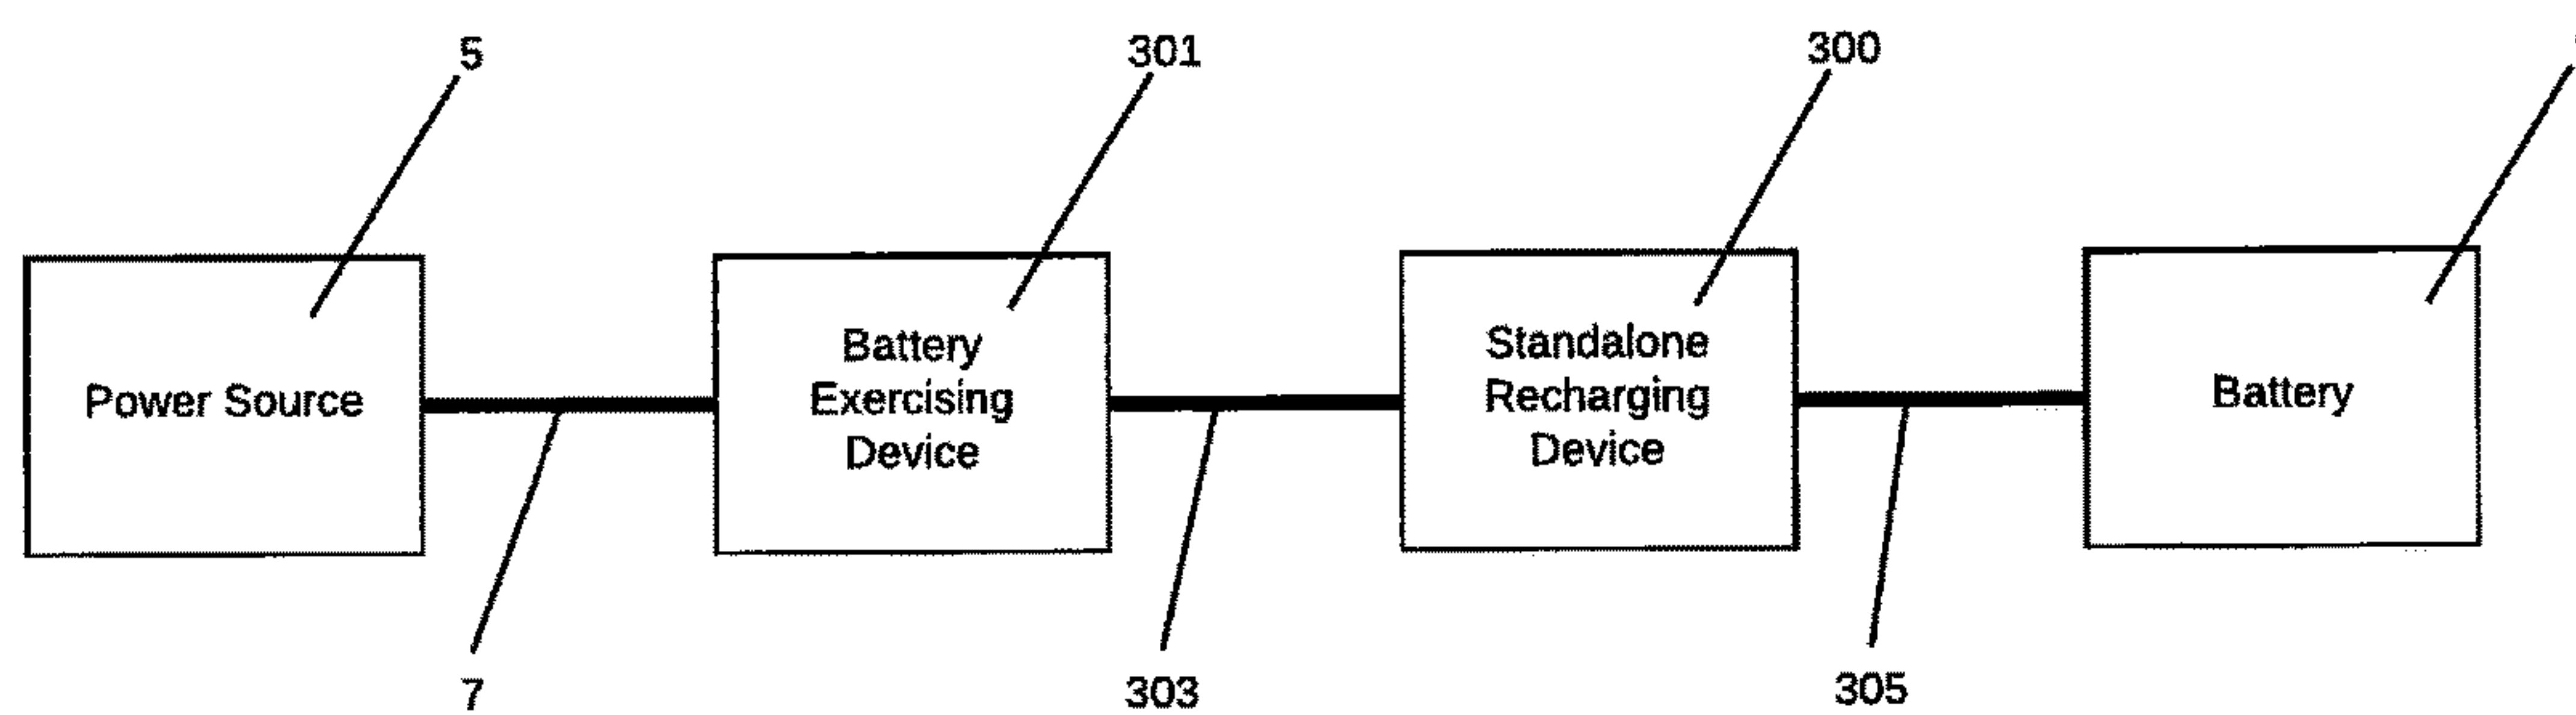 5
301
300
Power Source
Battery
Exercising
Device
Standalone
Recharging
Device
Battery
7
303
305